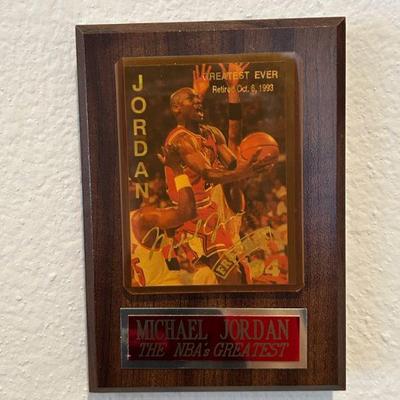 JORDAN
GREATEST EVER
Retired Oct. 6, 1993
MICHAEL JORDAN
THE NBA's GREATEST